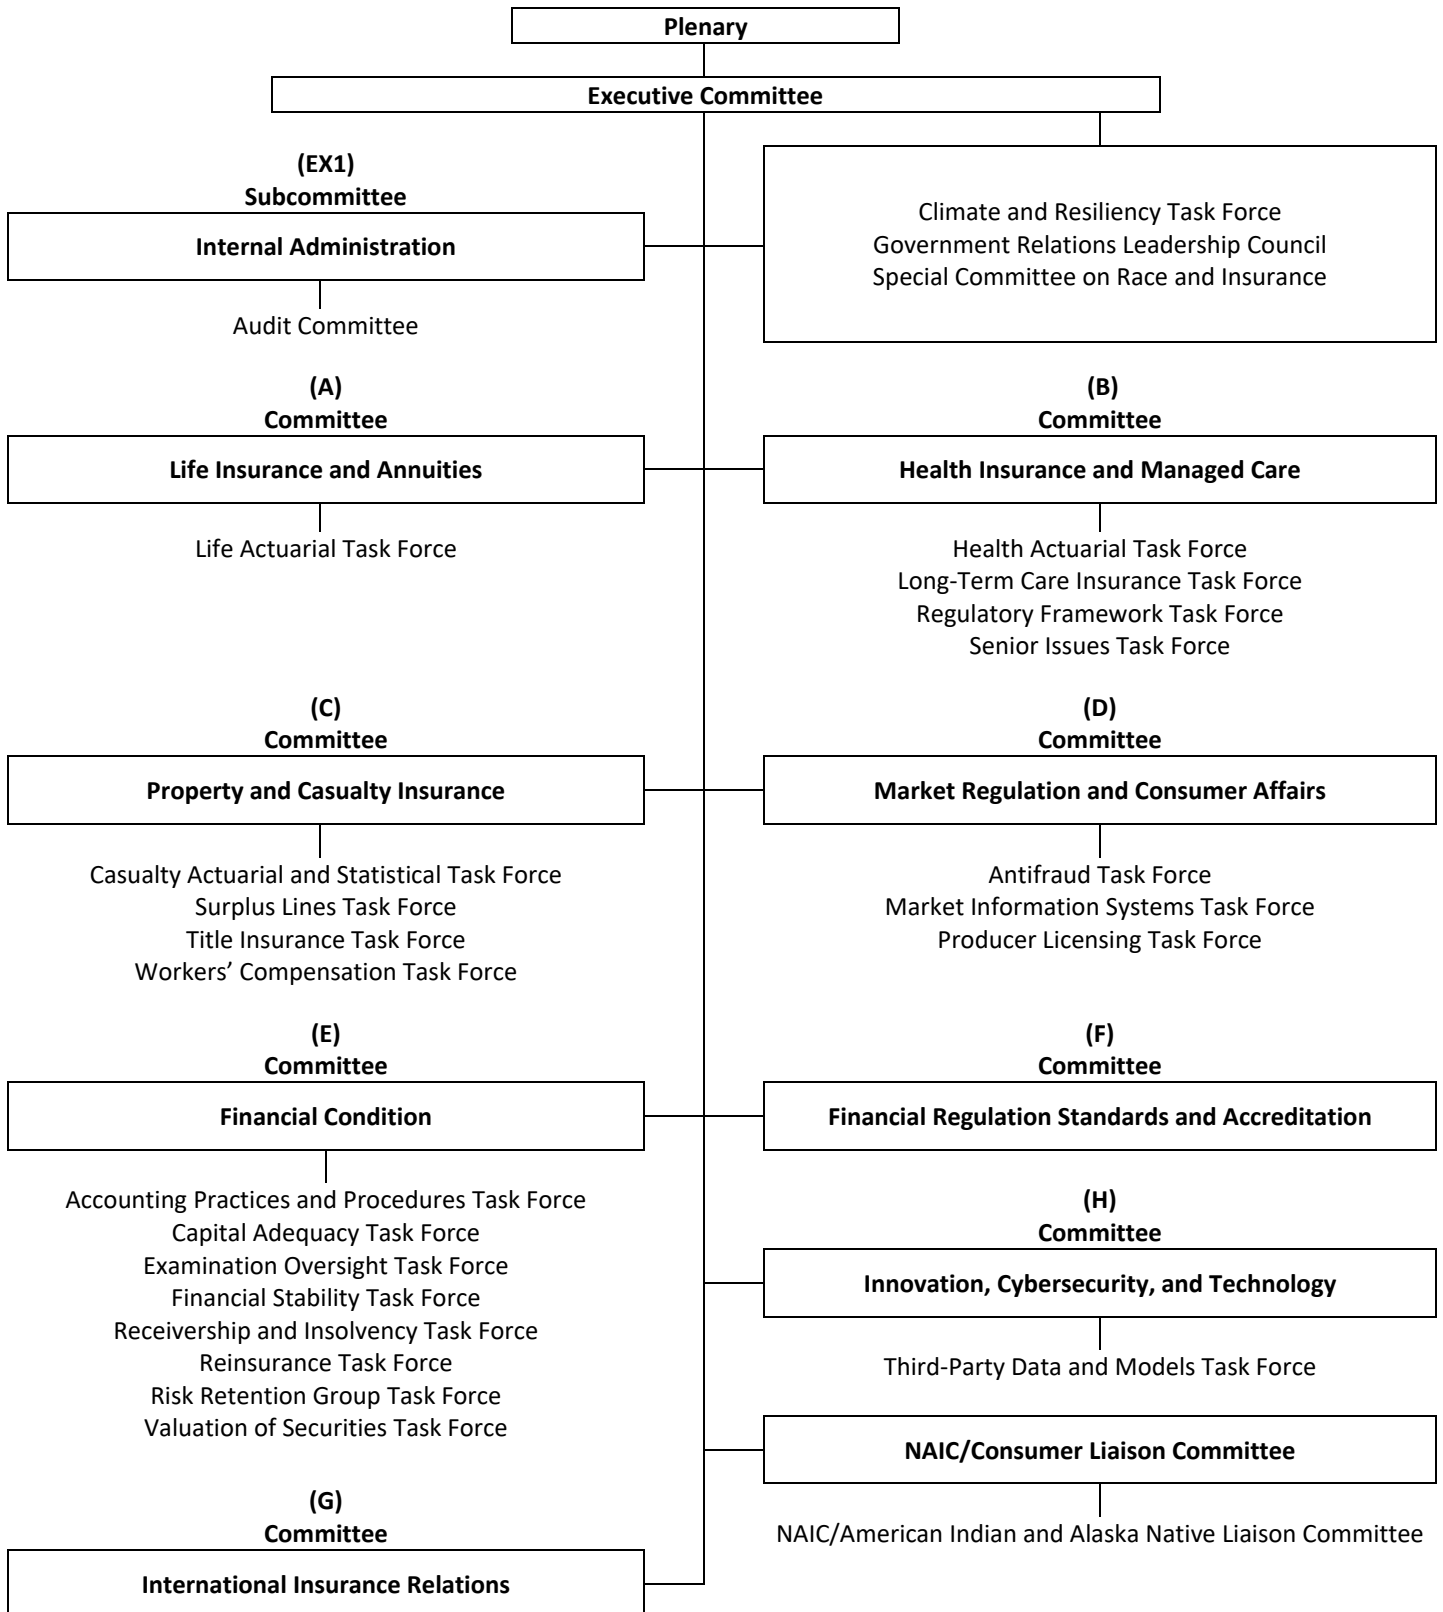 Plenary
Executive Committee
(EX1)
Subcommittee
Internal Administration
Audit Committee
Climate and Resiliency Task Force
Government Relations Leadership Council
Special Committee on Race and Insurance
(A)
Committee
Life Insurance and Annuities
Life Actuarial Task Force
(B)
Committee
Health Insurance and Managed Care
Health Actuarial Task Force
Long-Term Care Insurance Task Force
Regulatory Framework Task Force
Senior Issues Task Force
(C)
Committee
Property and Casualty Insurance
Casualty Actuarial and Statistical Task Force
Surplus Lines Task Force
Title Insurance Task Force
Workers’ Compensation Task Force
(D)
Committee
Market Regulation and Consumer Affairs
Antifraud Task Force
Market Information Systems Task Force
Producer Licensing Task Force
(E)
Committee
Financial Condition
Accounting Practices and Procedures Task Force
Capital Adequacy Task Force
Examination Oversight Task Force
Financial Stability Task Force
Receivership and Insolvency Task Force
Reinsurance Task Force
Risk Retention Group Task Force
Valuation of Securities Task Force
(F)
Committee
Financial Regulation Standards and Accreditation
(H)
Committee
Innovation, Cybersecurity, and Technology
Third-Party Data and Models Task Force
NAIC/Consumer Liaison Committee
NAIC/American Indian and Alaska Native Liaison Committee
(G)
Committee
International Insurance Relations